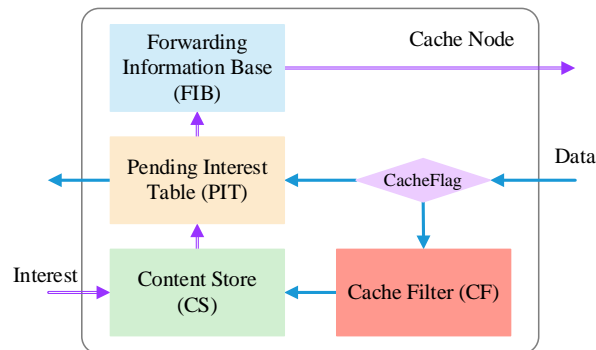 Forwarding
Information Base
(FIB)
Cache Node
Pending Interest
Table (PIT)
CacheFlag
Data
Interest
Content Store
(CS)
Cache Filter (CF)